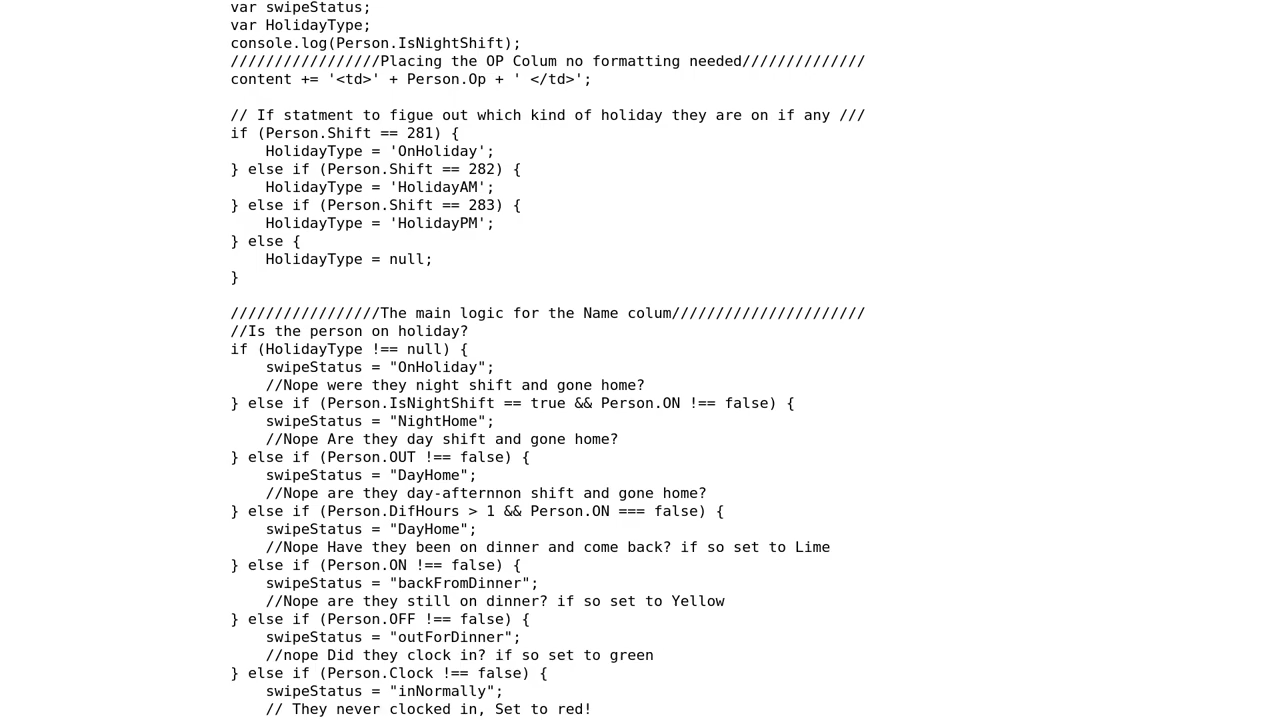 var swipeStatus;
var HolidayType;
console.log(Person.IsNightShift);
/////////////////Placing the OP Colum no formatting needed//////////////
content += '<td>' + Person.Op + ' </td>';

// If statment to figue out which kind of holiday they are on if any ///
if (Person.Shift == 281) {
    HolidayType = 'OnHoliday';
} else if (Person.Shift == 282) {
    HolidayType = 'HolidayAM';
} else if (Person.Shift == 283) {
    HolidayType = 'HolidayPM';
} else {
    HolidayType = null;
}

/////////////////The main logic for the Name colum//////////////////////
//Is the person on holiday?
if (HolidayType !== null) {
    swipeStatus = "OnHoliday";
    //Nope were they night shift and gone home?
} else if (Person.IsNightShift == true && Person.ON !== false) {
    swipeStatus = "NightHome";
    //Nope Are they day shift and gone home?
} else if (Person.OUT !== false) {
    swipeStatus = "DayHome";
    //Nope are they day-afternnon shift and gone home?
} else if (Person.DifHours > 1 && Person.ON === false) {
    swipeStatus = "DayHome";
    //Nope Have they been on dinner and come back? if so set to Lime
} else if (Person.ON !== false) {
    swipeStatus = "backFromDinner";
    //Nope are they still on dinner? if so set to Yellow
} else if (Person.OFF !== false) {
    swipeStatus = "outForDinner";
    //nope Did they clock in? if so set to green
} else if (Person.Clock !== false) {
    swipeStatus = "inNormally";
    // They never clocked in, Set to red!